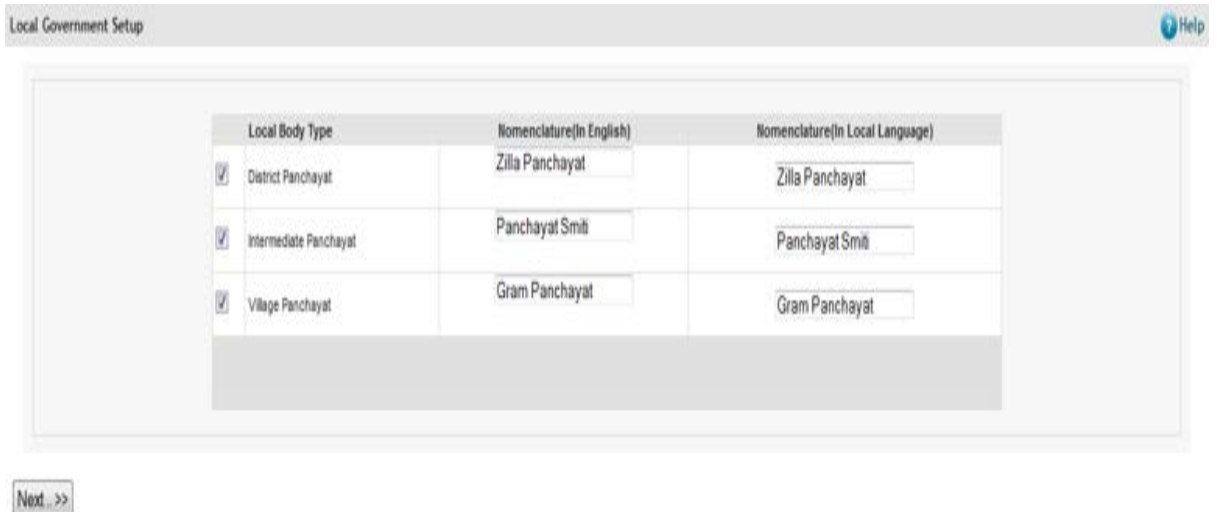 Local Government Setup
Help
Local Body Type Nomenclature(In English) Nomenclature(In Local Language)
District Panchayat Zilla Panchayat Zilla Panchayat
Intermediate Panchayat Panchayat Smiti Panchayat Smiti
Village Panchayat Gram Panchayat Gram Panchayat
Next .. >>